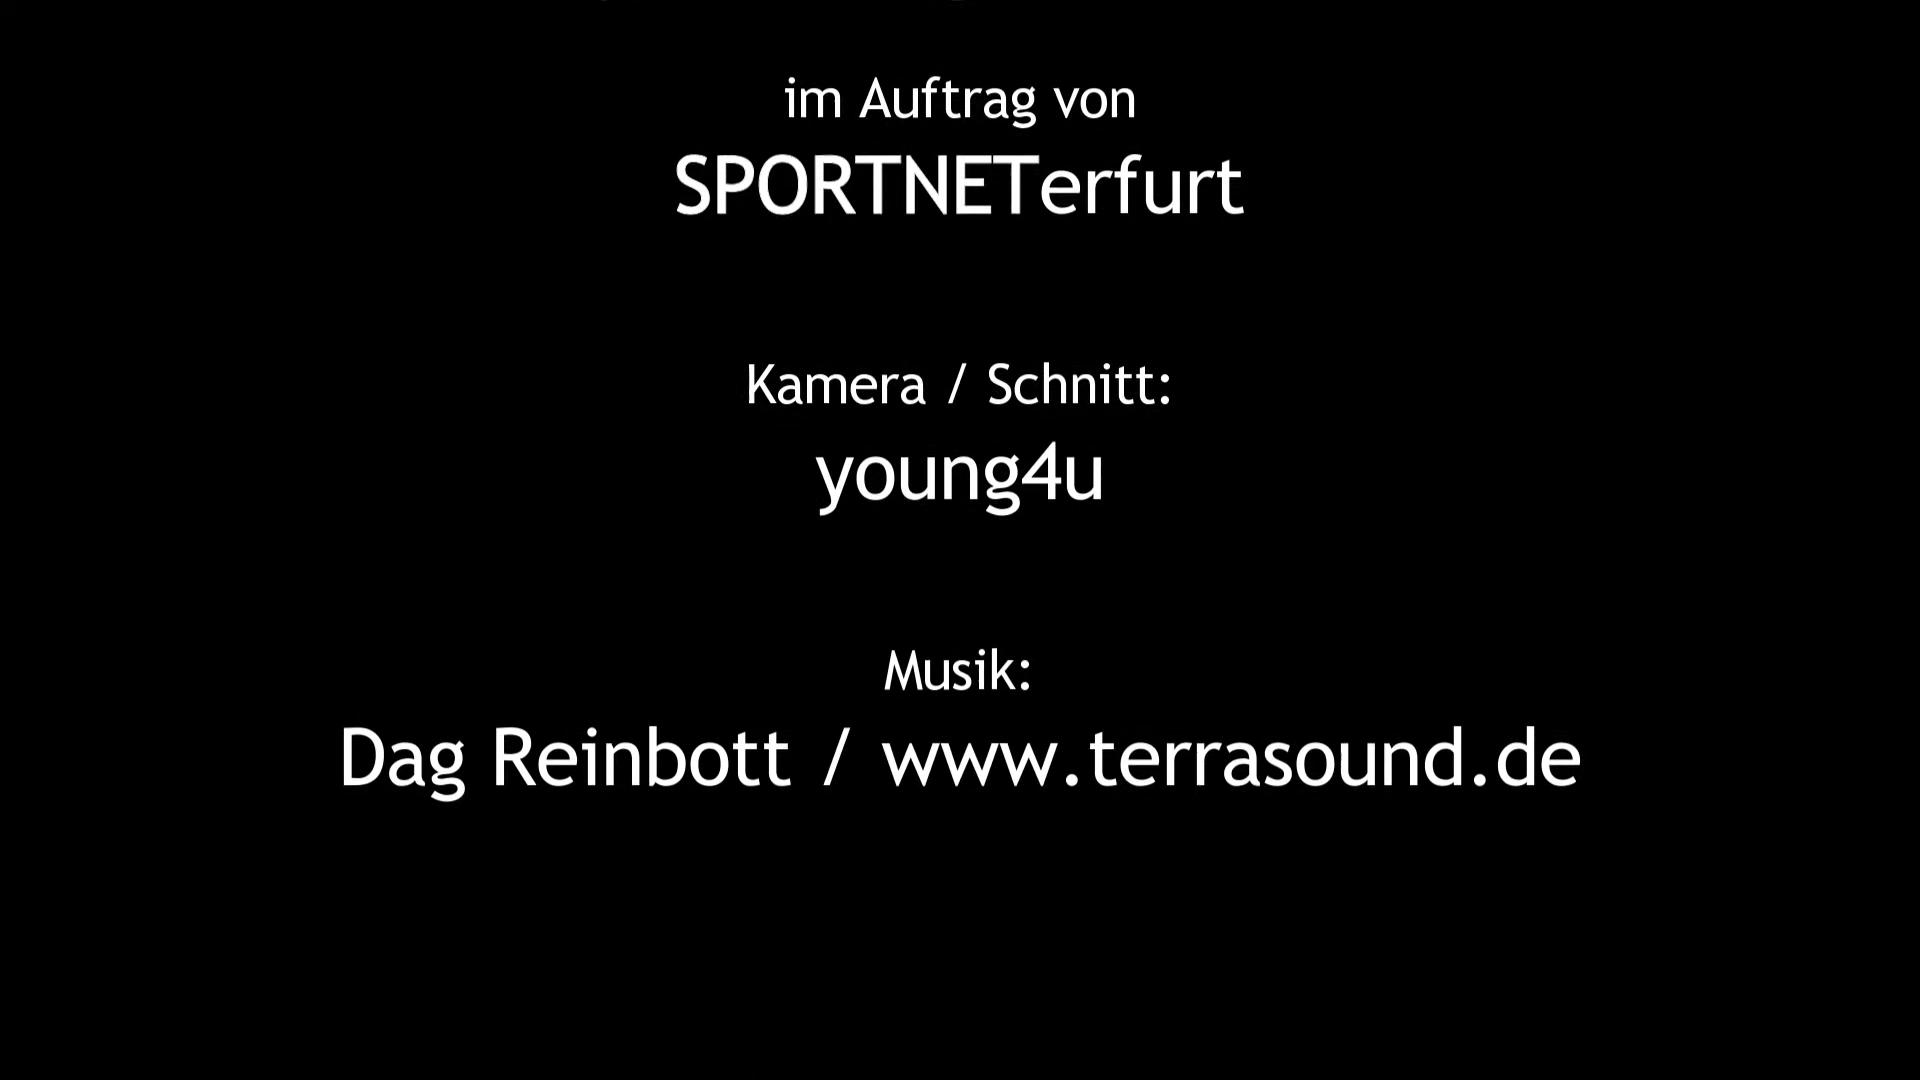 im Auftrag von
SPORTNETerfurt
Kamera / Schnitt:
young4u
Musik:
Dag Reinbott / www.terrasound.de